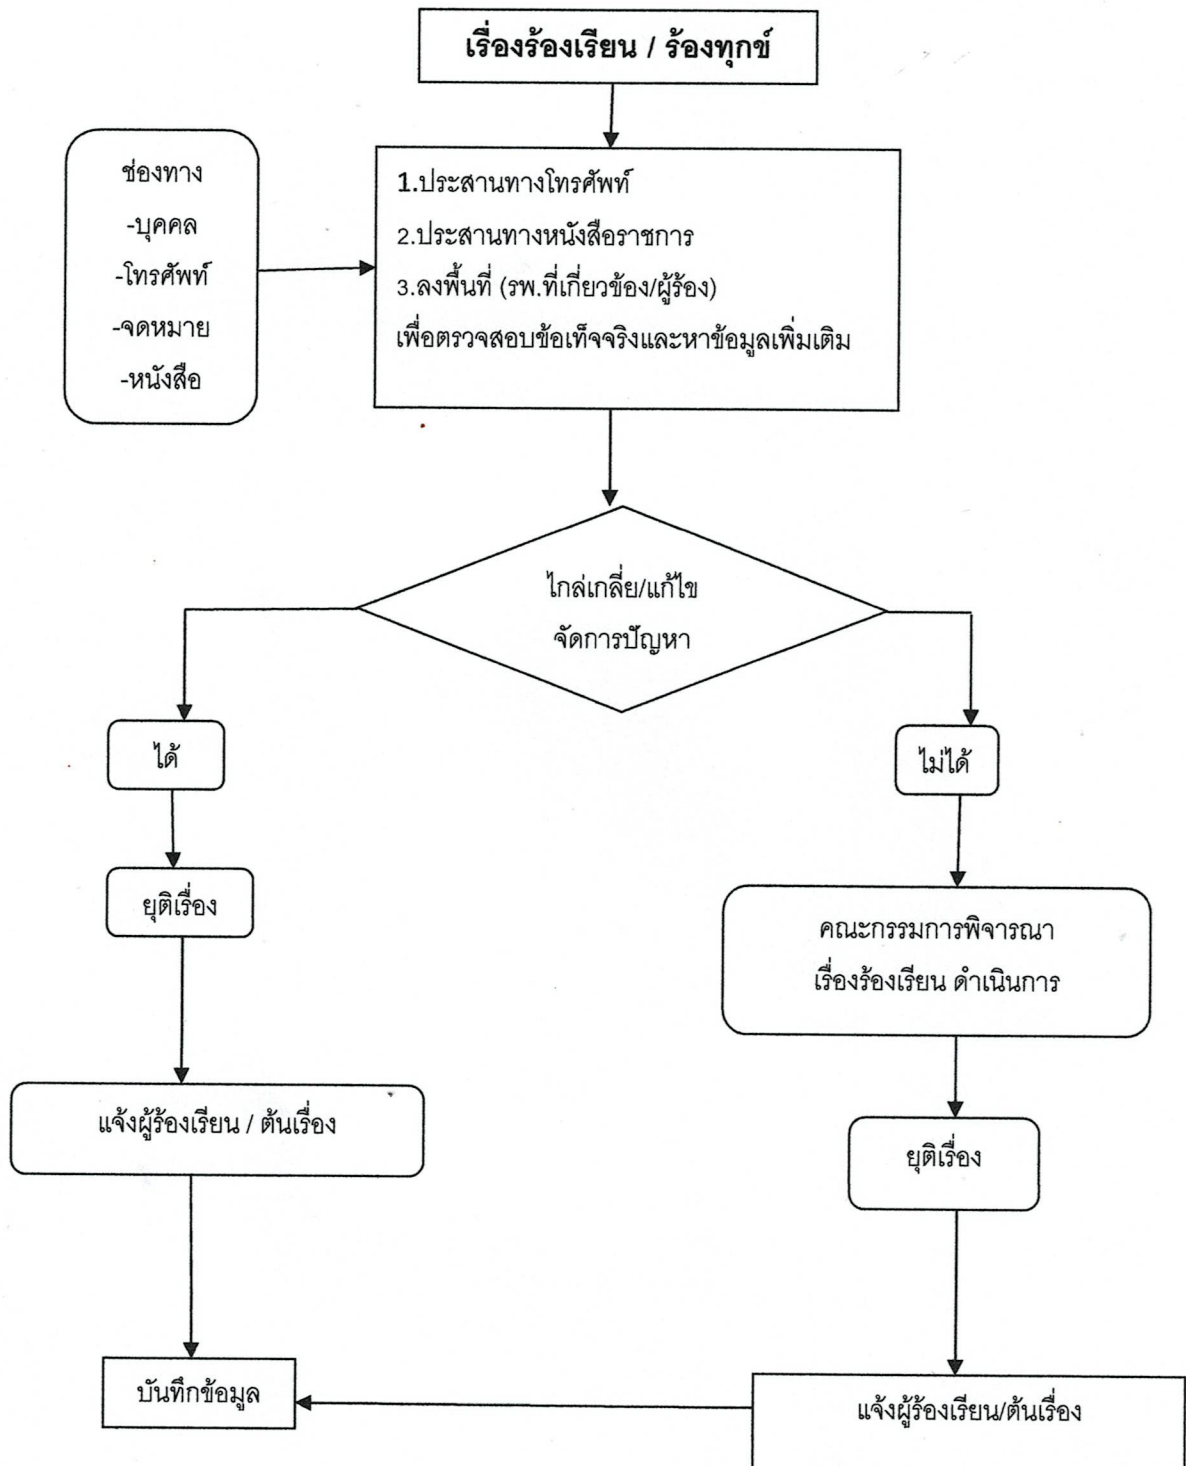 เรื่องร้องเรียน / ร้องทุกข์
ช่องทาง
-บุคคล
-โทรศัพท์
-จดหมาย
-หนังสือ
1.ประสานทางโทรศัพท์
2.ประสานทางหนังสือราชการ
3.ลงพื้นที่ (รพ.ที่เกี่ยวข้อง/ผู้ร้อง)
เพื่อตรวจสอบข้อเท็จจริงและหาข้อมูลเพิ่มเติม
ไกล่เกลี่ย/แก้ไข
จัดการปัญหา
ได้
ไม่ได้
ยุติเรื่อง
คณะกรรมการพิจารณา
เรื่องร้องเรียน ดำเนินการ
แจ้งผู้ร้องเรียน / ต้นเรื่อง
ยุติเรื่อง
บันทึกข้อมูล
แจ้งผู้ร้องเรียน/ต้นเรื่อง